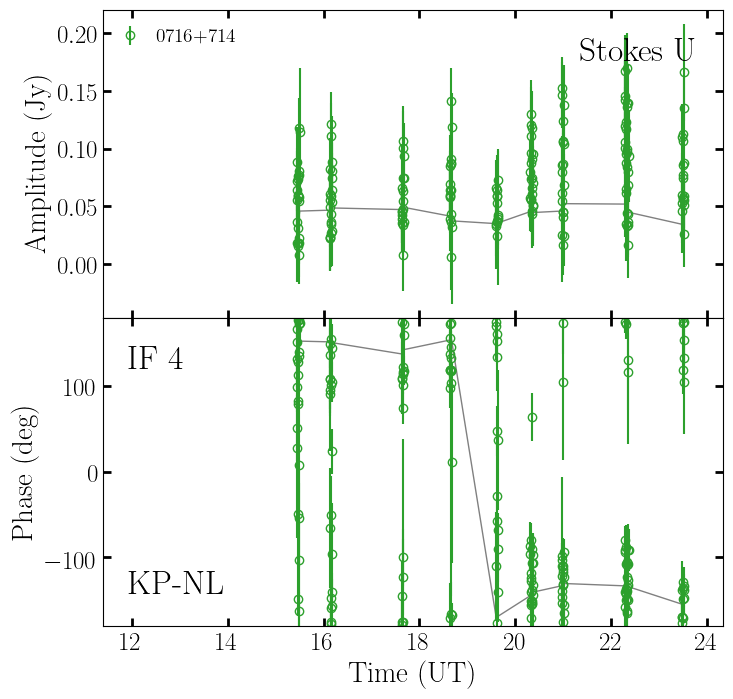 0716+714
Stokes U
0.20
0.15
0.10
0.05
0.00
Amplitude (Jy)
IF 4
100
0
−100
Phase (deg)
KP-NL
12 14 16 18 20 22 24
Time (UT)